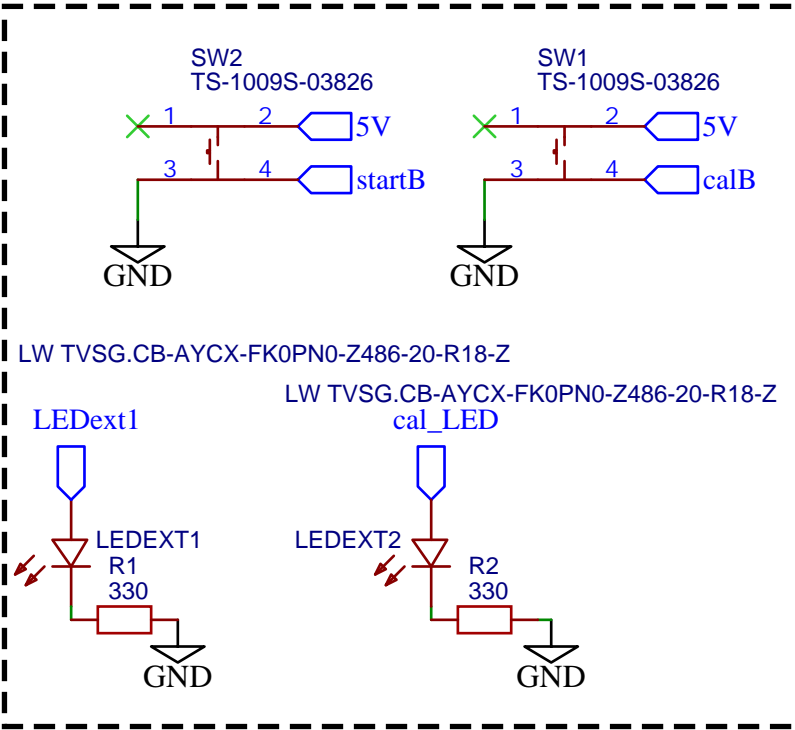 SW2
TS-1009S-03826
1 2 5V
3 4 startB
GND
SW1
TS-1009S-03826
1 2 5V
3 4 calB
GND
LW TVSG.CB-AYCX-FK0PN0-Z486-20-R18-Z
LW TVSG.CB-AYCX-FK0PN0-Z486-20-R18-Z
LEDext1
LEDEXT1
R1
330
GND
cal_LED
LEDEXT2
R2
330
GND